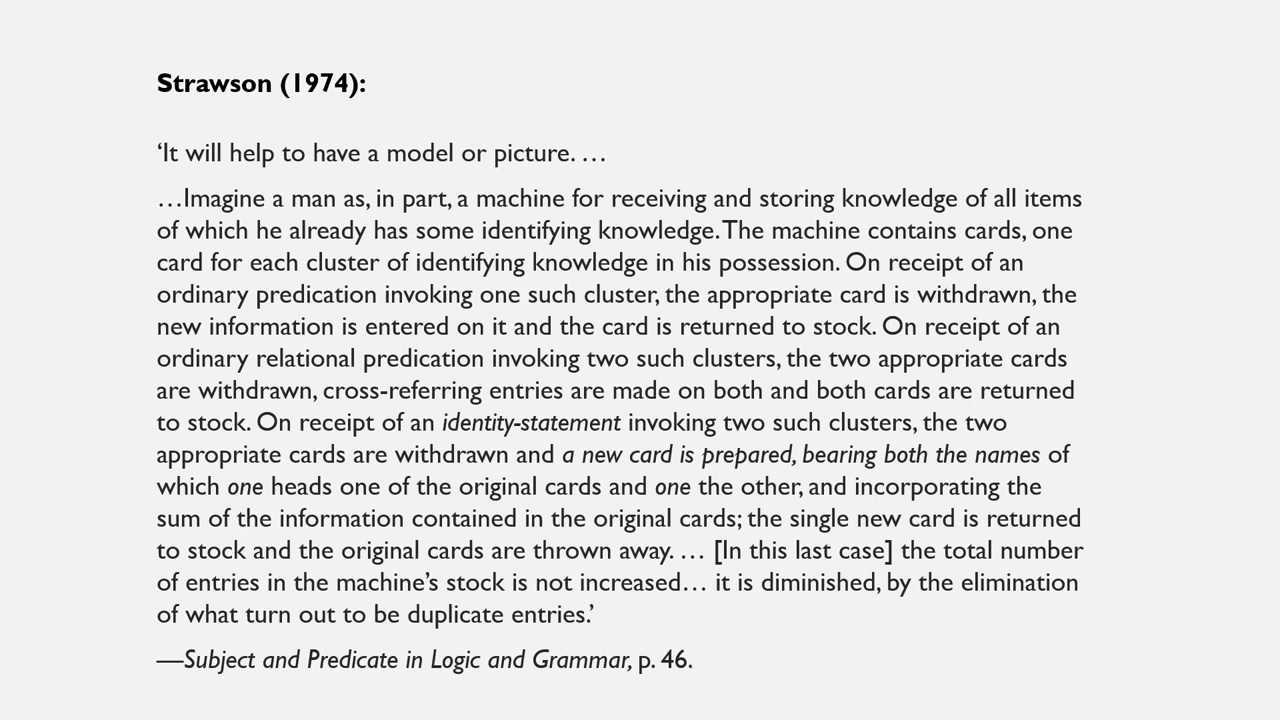 Strawson (1974):
‘It will help to have a model or picture. …
…Imagine a man as, in part, a machine for receiving and storing knowledge of all items
of which he already has some identifying knowledge. The machine contains cards, one
card for each cluster of identifying knowledge in his possession. On receipt of an
ordinary predication invoking one such cluster, the appropriate card is withdrawn, the
new information is entered on it and the card is returned to stock. On receipt of an
ordinary relational predication invoking two such clusters, the two appropriate cards
are withdrawn, cross-referring entries are made on both and both cards are returned
to stock. On receipt of an identity-statement invoking two such clusters, the two
appropriate cards are withdrawn and a new card is prepared, bearing both the names of
which one heads one of the original cards and one the other, and incorporating the
sum of the information contained in the original cards; the single new card is returned
to stock and the original cards are thrown away. … [In this last case] the total number
of entries in the machine’s stock is not increased… it is diminished, by the elimination
of what turn out to be duplicate entries.’
—Subject and Predicate in Logic and Grammar, p. 46.